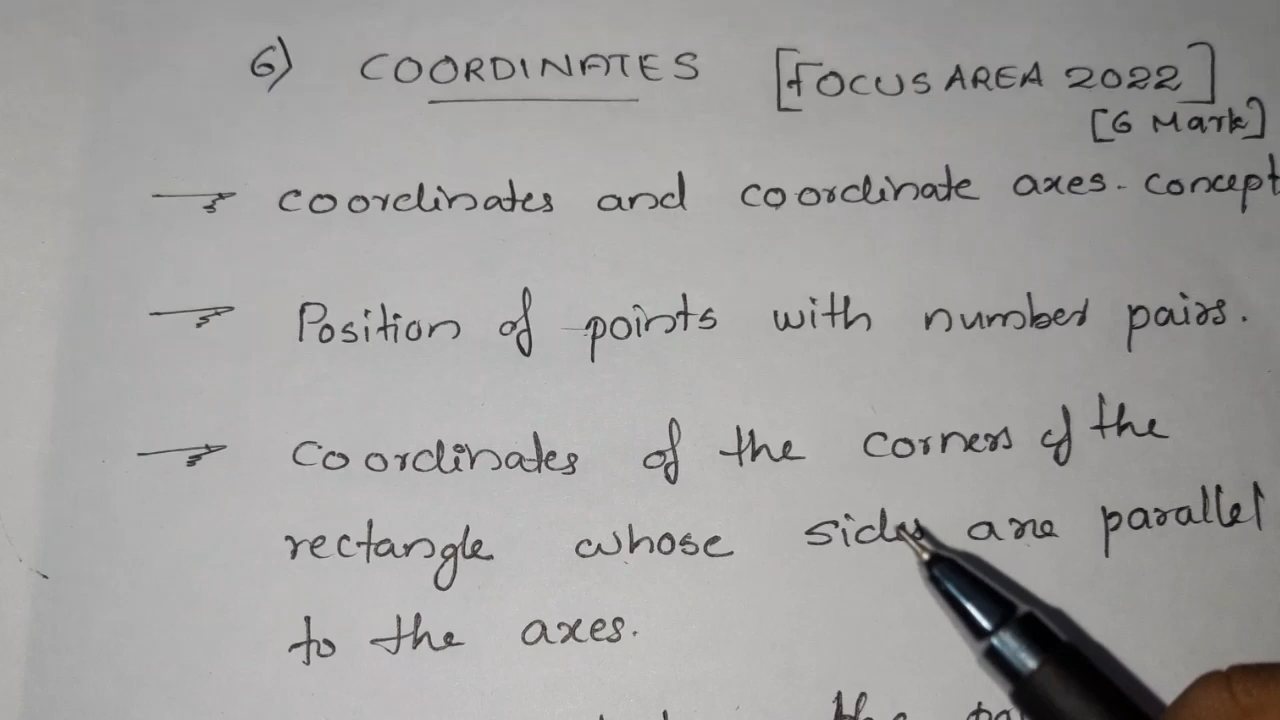 6) COORDINATES [FOCUS AREA 2022]
[6 Mark]
→ coordinates and coordinate axes - concept
→ Position of points with number pairs.
→ coordinates of the corners of the
rectangle whose sides are parallel
to the axes.
the